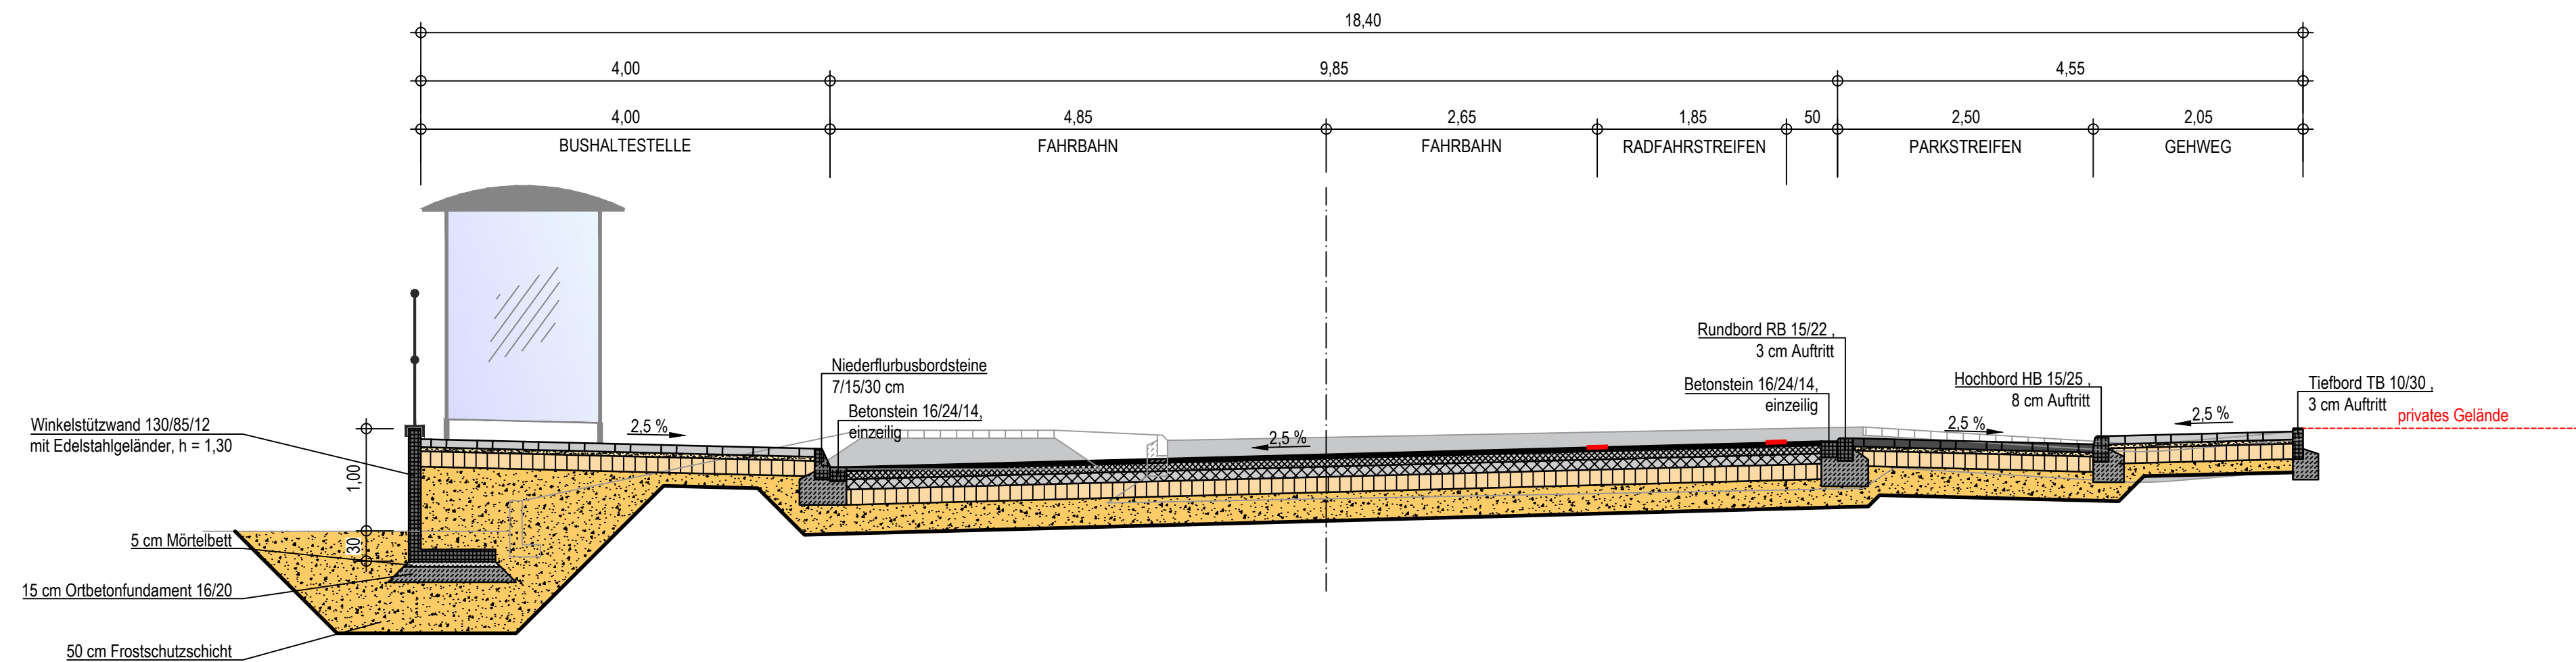 18,40
4,00
9,85
4,55
4,00
4,85
2,65
1,85
50
2,50
2,05
BUSHALTESTELLE
FAHRBAHN
FAHRBAHN
RADFAHRSTREIFEN
PARKSTREIFEN
GEHWEG
Rundbord RB 15/22 ,
3 cm Auftritt
Niederflurbusbordsteine
7/15/30 cm
Betonstein 16/24/14,
einzeilig
Betonstein 16/24/14,
einzeilig
Hochbord HB 15/25 ,
8 cm Auftritt
Tiefbord TB 10/30 ,
3 cm Auftritt
privates Gelände
Winkelstützwand 130/85/12
mit Edelstahlgeländer, h = 1,30
2,5 %
2,5 %
2,5 %
2,5 %
1,00
30
5 cm Mörtelbett
15 cm Ortbetonfundament 16/20
50 cm Frostschutzschicht